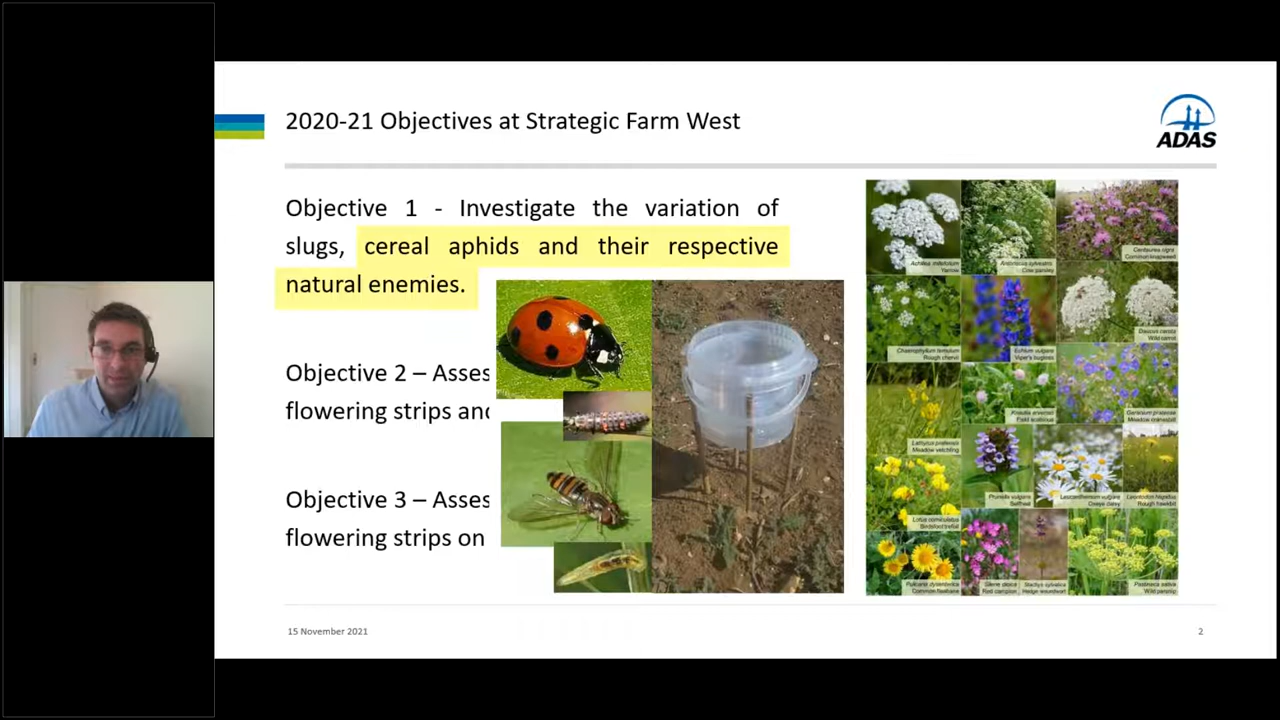 2020-21 Objectives at Strategic Farm West
ADAS
Objective 1 - Investigate the variation of
slugs, cereal aphids and their respective
natural enemies.
Objective 2 – Asses
flowering strips and
Objective 3 – Asses
flowering strips on
Achillea millefolium
Yarrow
Anthriscus sylvestris
Cow parsley
Centaurea nigra
Common knapweed
Chaerophyllum temulum
Rough chervil
Echium vulgare
Viper's bugloss
Daucus carota
Wild carrot
Knautia arvensis
Field scabious
Geranium pratense
Meadow cranesbill
Lathyrus pratensis
Meadow vetchling
Prunella vulgaris
Selfheal
Leucanthemum vulgare
Oxeye daisy
Leontodon hispidus
Rough hawkbit
Lotus corniculatus
Birdsfoot trefoil
Pulicaria dysenterica
Common fleabane
Silene dioica
Red campion
Stachys sylvatica
Hedge woundwort
Pastinaca sativa
Wild parsnip
15 November 2021
2